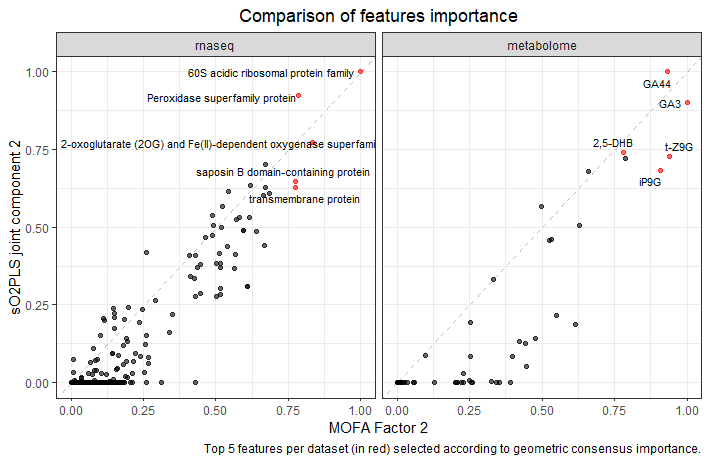 Comparison of features importance
rnaseq
metabolome
1.00
0.75
0.50
0.25
0.00
sO2PLS joint component 2
60S acidic ribosomal protein family
Peroxidase superfamily protein
2-oxoglutarate (2OG) and Fe(II)-dependent oxygenase superfami
saposin B domain-containing protein
transmembrane protein
GA44
GA3
2,5-DHB
t-Z9G
iP9G
0.00 0.25 0.50 0.75 1.00
0.00 0.25 0.50 0.75 1.00
MOFA Factor 2
Top 5 features per dataset (in red) selected according to geometric consensus importance.